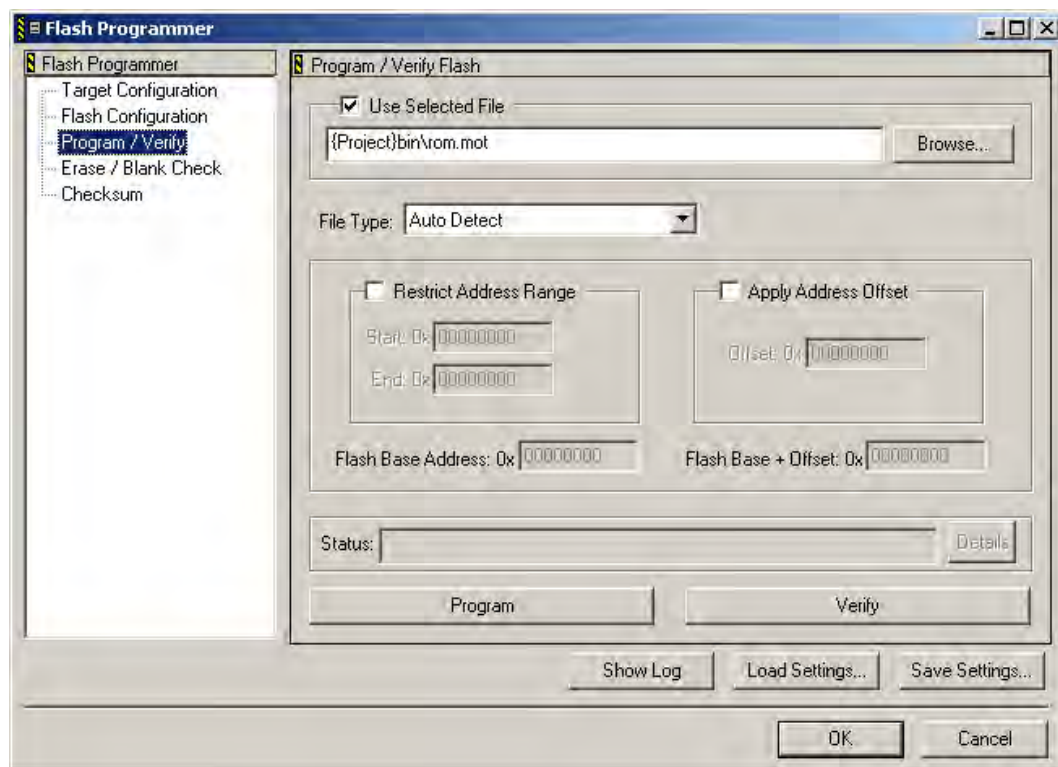 Flash Programmer
Flash Programmer
Target Configuration
Flash Configuration
Program / Verify
Erase / Blank Check
Checksum
Program / Verify Flash
Use Selected File
{Project}bin\rom.mot
Browse...
File Type: Auto Detect
Restrict Address Range
Start: 0x 00000000
End: 0x 00000000
Apply Address Offset
Offset: 0x 00000000
Flash Base Address: 0x 00000000
Flash Base + Offset: 0x 00000000
Status:
Details
Program
Verify
Show Log
Load Settings...
Save Settings...
OK
Cancel